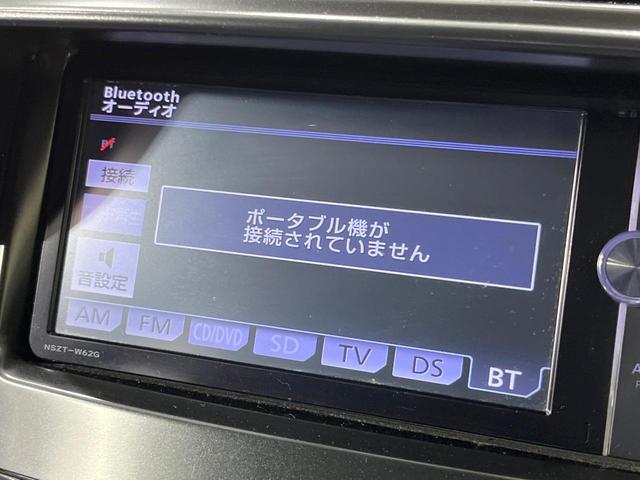 Bluetooth
オーディオ
接続
ポータブル機が
接続されていません
音設定
AM
FM
CD/DVD
SD
TV
DS
BT
NSZT-W62G